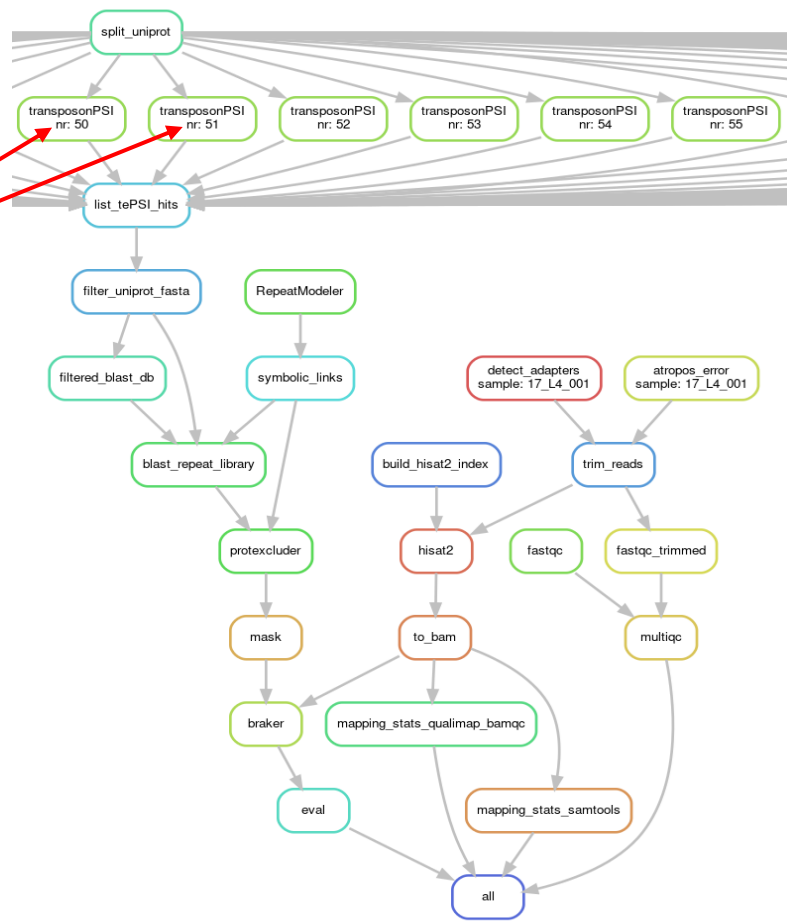 split_uniprot
transposonPSI
nr: 50
transposonPSI
nr: 51
transposonPSI
nr: 52
transposonPSI
nr: 53
transposonPSI
nr: 54
transposonPSI
nr: 55
list_tePSI_hits
filter_uniprot_fasta
RepeatModeler
filtered_blast_db
symbolic_links
detect_adapters
sample: 17_L4_001
atropos_error
sample: 17_L4_001
blast_repeat_library
build_hisat2_index
trim_reads
protexcluder
hisat2
fastqc
fastqc_trimmed
mask
to_bam
multiqc
braker
mapping_stats_qualimap_bamqc
eval
mapping_stats_samtools
all